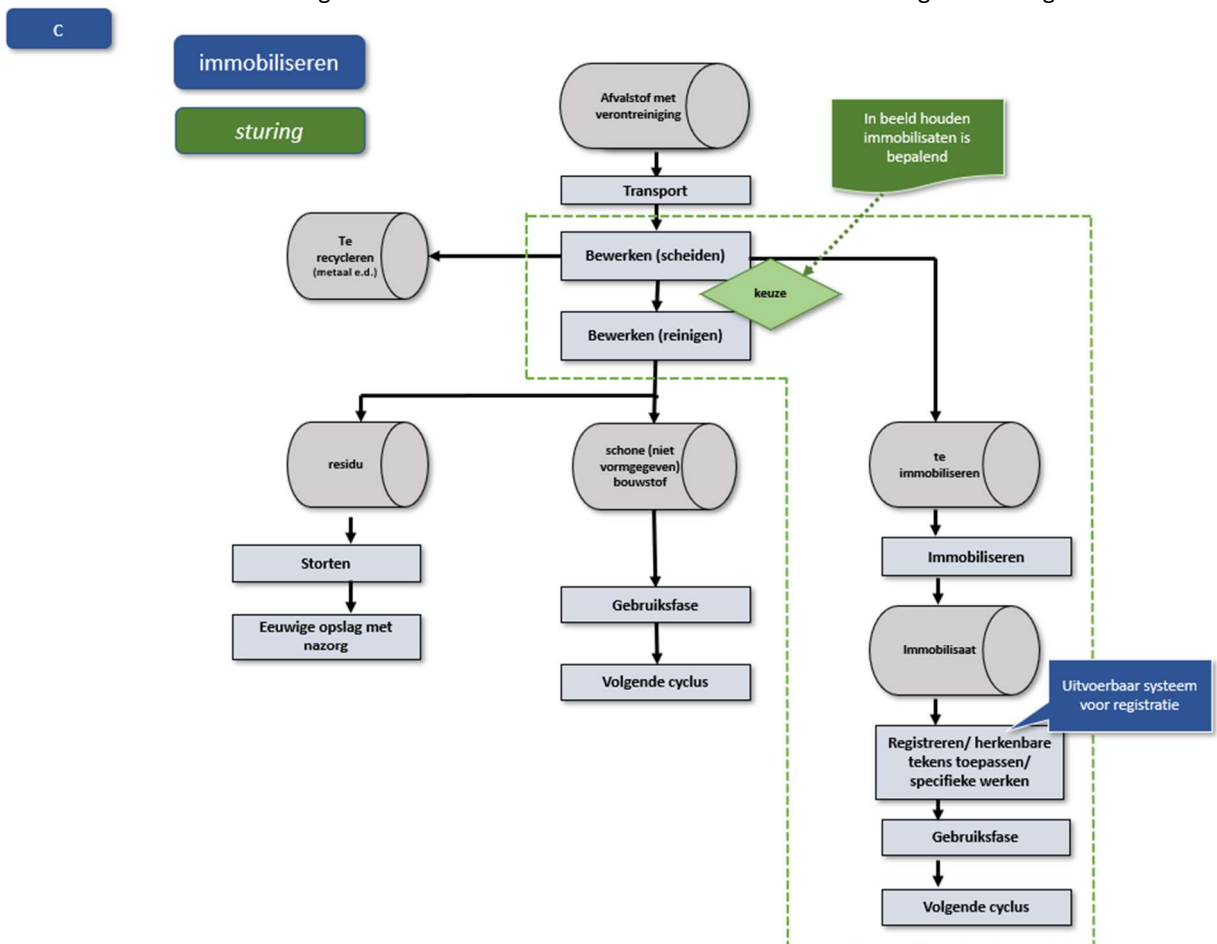 C
immobiliseren
sturing
Afvalstof met
verontreiniging
In beeld houden
immobilisaten is
bepalend
Transport
Te
recycleren
(metaal e.d.)
Bewerken (scheiden)
keuze
Bewerken (reinigen)
residu
schone (niet
vormgegeven)
bouwstof
te
immobiliseren
Storten
Immobiliseren
Eeuwige opslag met
nazorg
Gebruiksfase
Immobilisaat
Volgende cyclus
Uitvoerbaar systeem
voor registratie
Registreren/ herkenbare
tekens toepassen/
specifieke werken
Gebruiksfase
Volgende cyclus